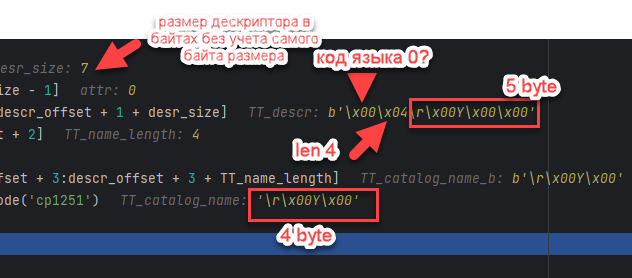 размер дескриптора в
байтах без учета самого
байта размера
esr_size: 7
код языка 0?
ize - 1]   attr: 0
5 byte
descr_offset + 1 + desr_size]   TT_descr: b'\x00\x04\r\x00Y\x00\x00'
t + 2]   TT_name_length: 4
len 4
ffset + 3:descr_offset + 3 + TT_name_length]   TT_catalog_name_b: b'\r\x00Y\x00'
ode('cp1251')   TT_catalog_name: '\r\x00Y\x00'
4 byte